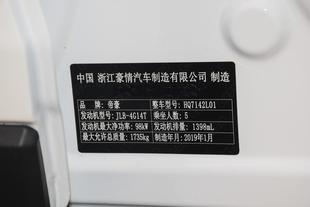 中国 浙江豪情汽车制造有限公司 制造
品牌：帝豪 整车型号：HQ7142L01
发动机型号：JLB-4G14T 乘坐人数：5
发动机最大净功率：98kW 发动机排量：1398mL
最大允许总质量：1735kg 制造年月：2019年1月